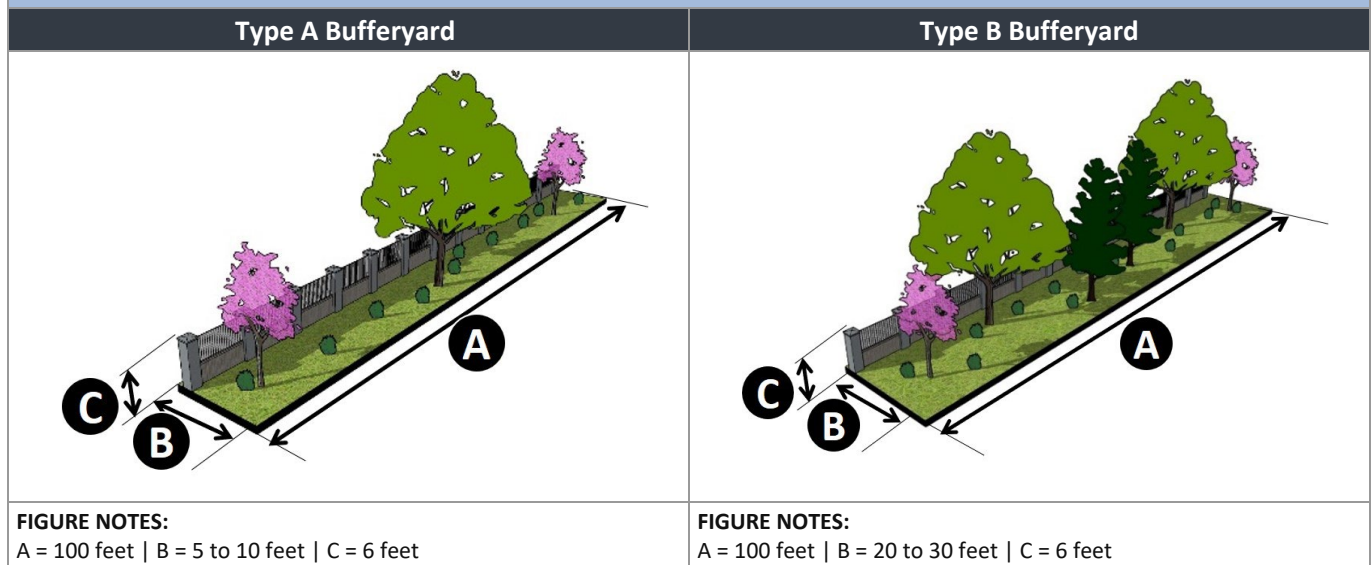 Type A Bufferyard
Type B Bufferyard
A
B
C
A
B
C
FIGURE NOTES:
A = 100 feet | B = 5 to 10 feet | C = 6 feet
FIGURE NOTES:
A = 100 feet | B = 20 to 30 feet | C = 6 feet